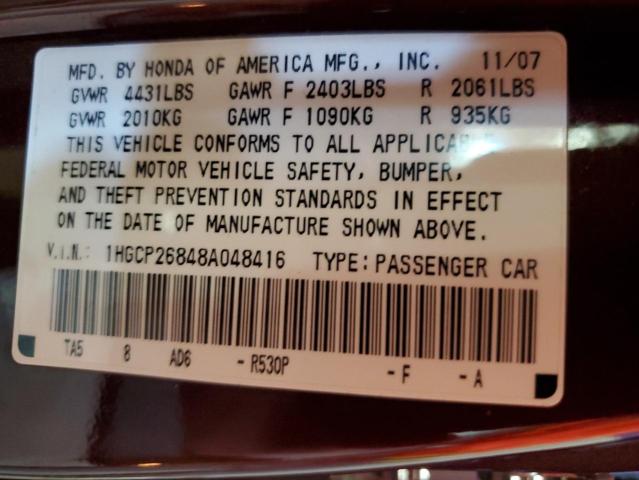 MFD. BY HONDA OF AMERICA MFG., INC. 11/07
GVWR 4431LBS GAWR F 2403LBS R 2061LBS
GVWR 2010KG GAWR F 1090KG R 935KG
THIS VEHICLE CONFORMS TO ALL APPLICABLE
FEDERAL MOTOR VEHICLE SAFETY, BUMPER,
AND THEFT PREVENTION STANDARDS IN EFFECT
ON THE DATE OF MANUFACTURE SHOWN ABOVE.
V.I.N.: 1HGCP26848A048416 TYPE: PASSENGER CAR
TA5 8 AD6 - R530P - F - A